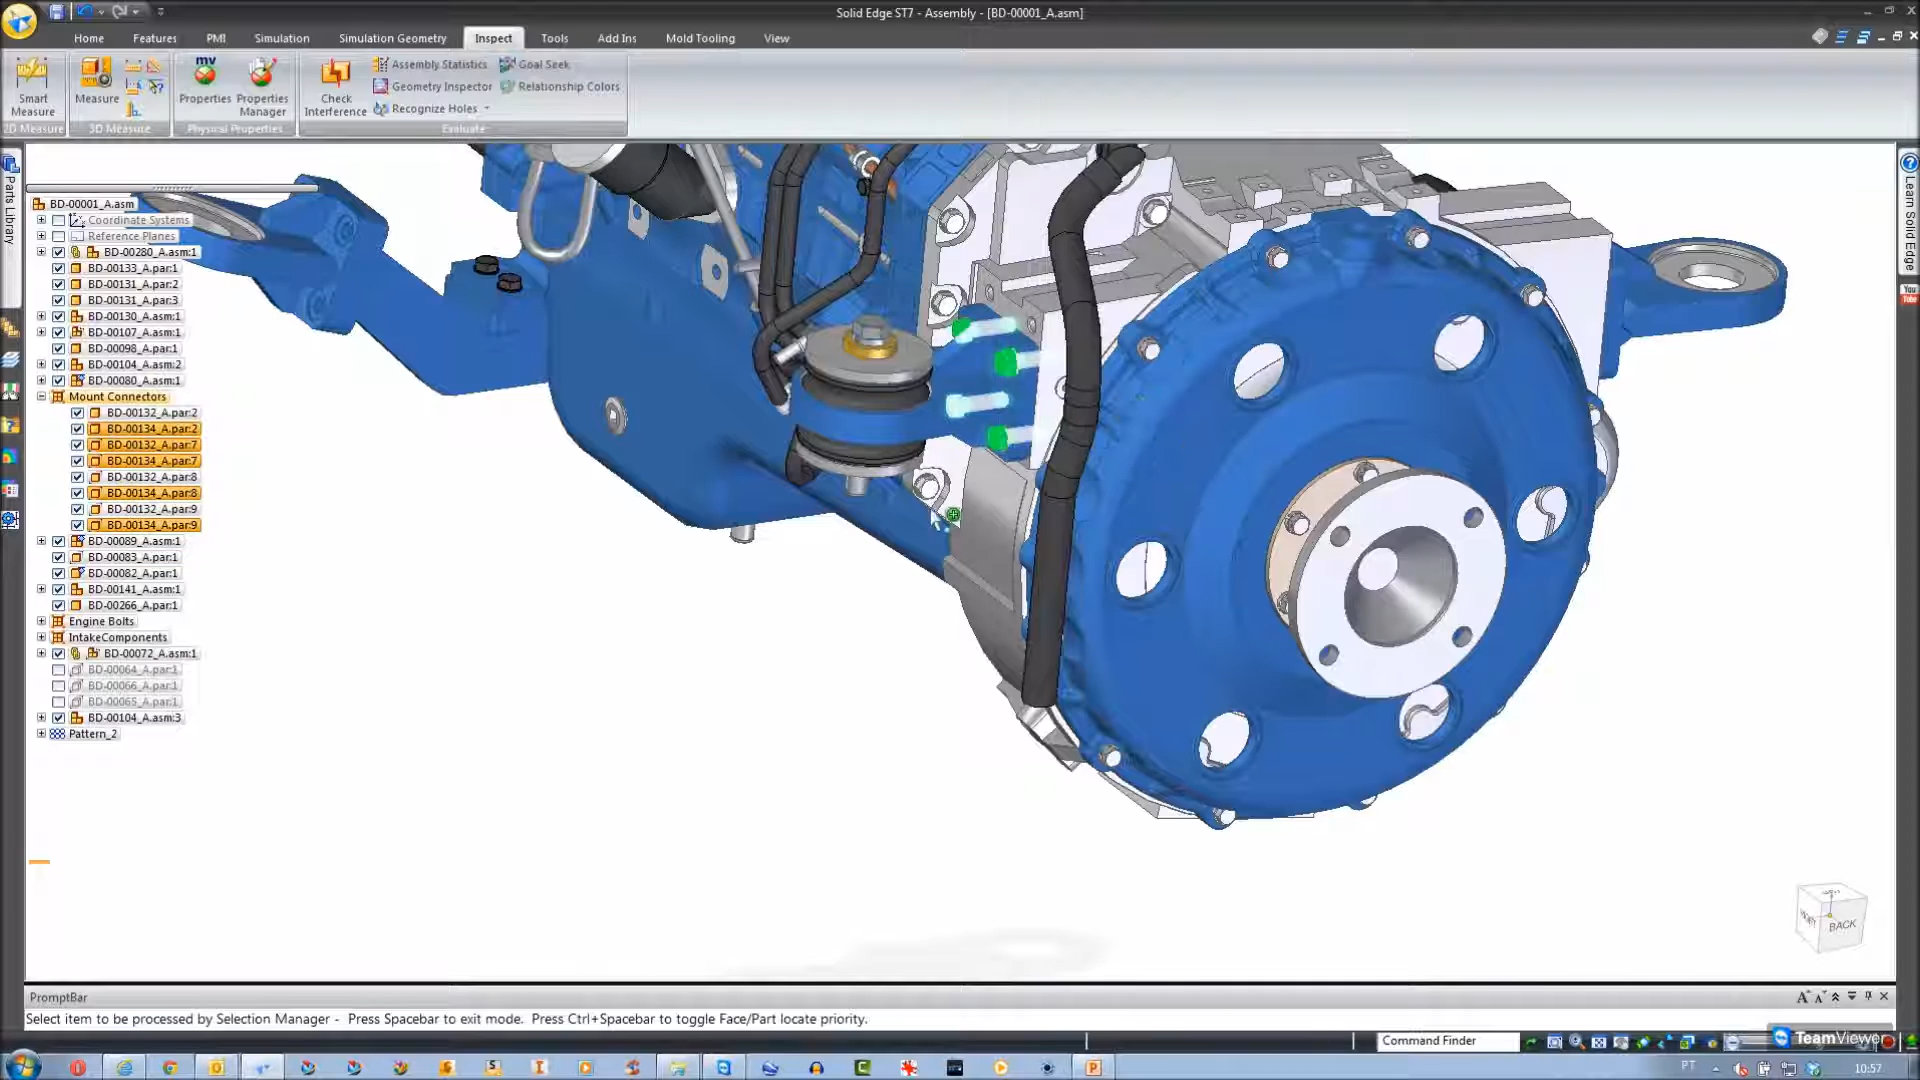 Solid Edge ST7 - Assembly - [BD-00001_A.asm]
Home Features PMI Simulation Simulation Geometry Inspect Tools Add Ins Mold Tooling View
Smart Measure
2D Measure
Measure
3D Measure
mv
Properties
Properties Manager
Physical Properties
Check Interference
Assembly Statistics
Geometry Inspector
Recognize Holes
Goal Seek
Relationship Colors
Evaluate
Parts Library
BD-00001_A.asm
Coordinate Systems
Reference Planes
BD-00280_A.asm:1
BD-00133_A.par:1
BD-00131_A.par:2
BD-00131_A.par:3
BD-00130_A.asm:1
BD-00107_A.asm:1
BD-00098_A.par:1
BD-00104_A.asm:2
BD-00080_A.asm:1
Mount Connectors
BD-00132_A.par:2
BD-00134_A.par:2
BD-00132_A.par:7
BD-00134_A.par:7
BD-00132_A.par:8
BD-00134_A.par:8
BD-00132_A.par:9
BD-00134_A.par:9
BD-00089_A.asm:1
BD-00083_A.par:1
BD-00082_A.par:1
BD-00141_A.asm:1
BD-00266_A.par:1
Engine Bolts
IntakeComponents
BD-00072_A.asm:1
BD-00064_A.par:1
BD-00066_A.par:1
BD-00065_A.par:1
BD-00104_A.asm:3
Pattern_2
Learn Solid Edge
You Tube
BACK
PromptBar
Select item to be processed by Selection Manager - Press Spacebar to exit mode. Press Ctrl+Spacebar to toggle Face/Part locate priority.
Command Finder
TeamViewer
PT
10:57